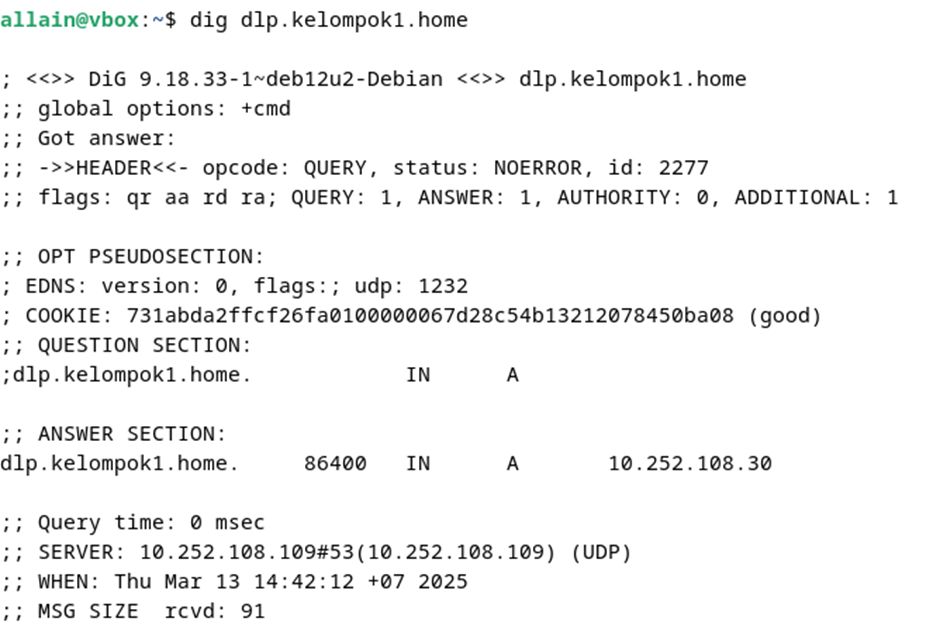 allain@vbox:~$ dig dlp.kelompok1.home
; <<>> DiG 9.18.33-1~deb12u2-Debian <<>> dlp.kelompok1.home
;; global options: +cmd
;; Got answer:
;; ->>HEADER<<- opcode: QUERY, status: NOERROR, id: 2277
;; flags: qr aa rd ra; QUERY: 1, ANSWER: 1, AUTHORITY: 0, ADDITIONAL: 1
;; OPT PSEUDOSECTION:
; EDNS: version: 0, flags:; udp: 1232
; COOKIE: 731abda2ffcf26fa0100000067d28c54b13212078450ba08 (good)
;; QUESTION SECTION:
;dlp.kelompok1.home. IN A
;; ANSWER SECTION:
dlp.kelompok1.home. 86400 IN A 10.252.108.30
;; Query time: 0 msec
;; SERVER: 10.252.108.109#53(10.252.108.109) (UDP)
;; WHEN: Thu Mar 13 14:42:12 +07 2025
;; MSG SIZE rcvd: 91